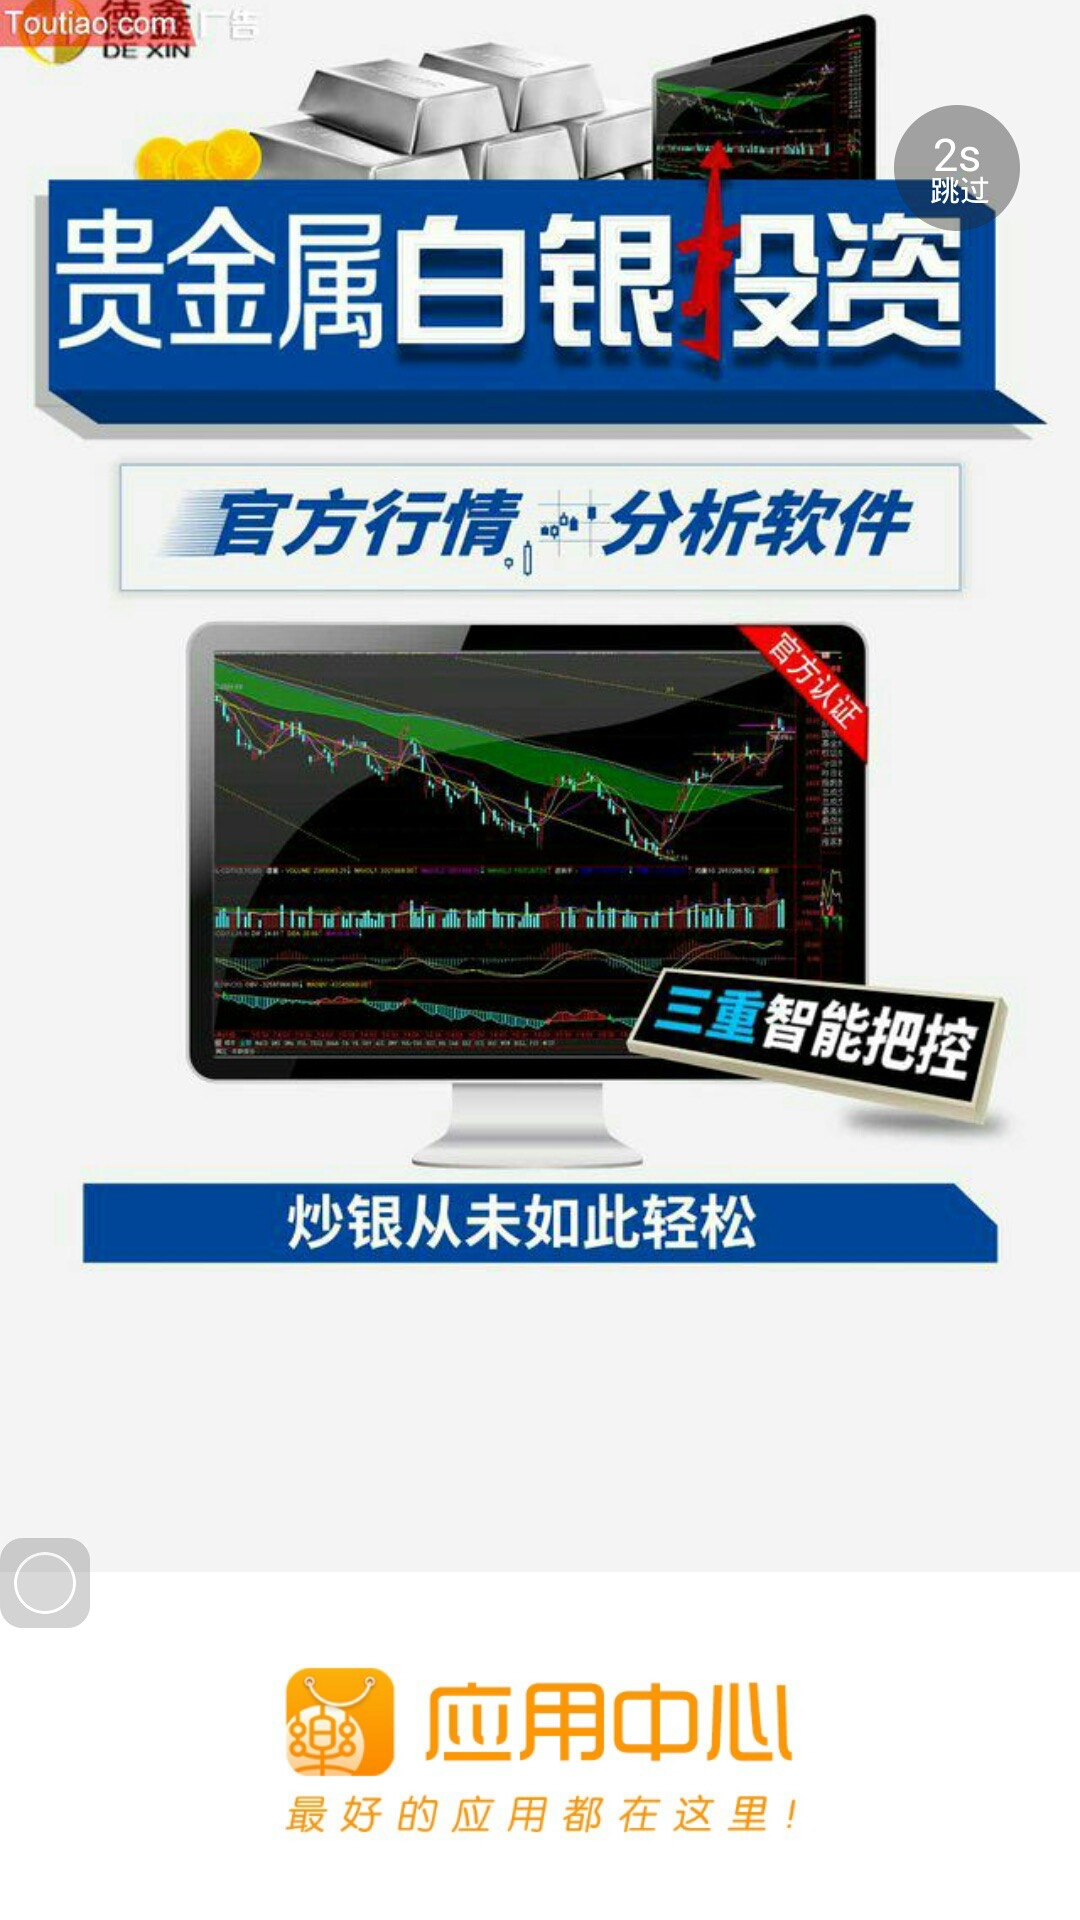 Toutiao.com
广告
德鑫
DE XIN
2s
跳过
贵金属白银投资
官方行情 分析软件
官方认证
三重智能把控
炒银从未如此轻松
应用中心
最好的应用都在这里!